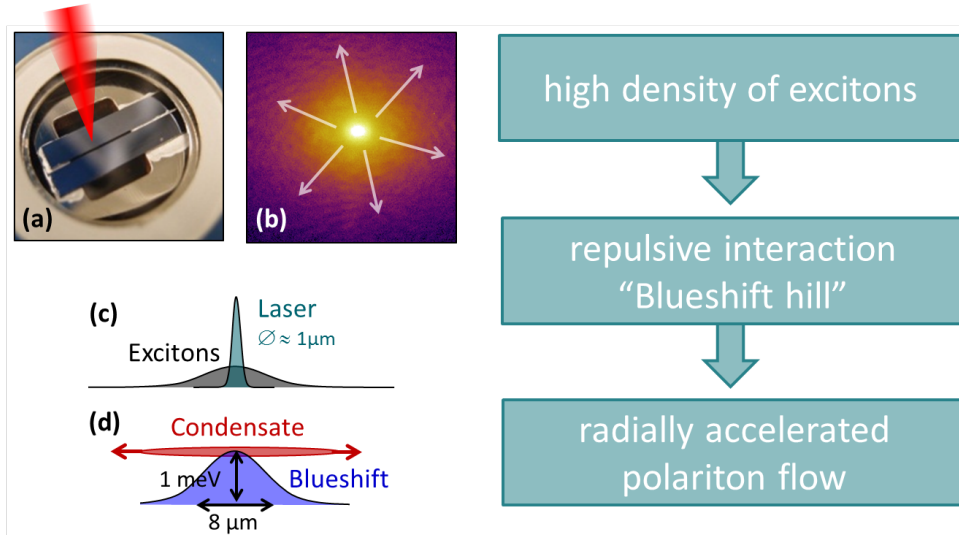 (a)
(b)
(c)
Laser
∅ ≈ 1µm
Excitons
(d)
Condensate
1 meV
Blueshift
8 µm
high density of excitons
repulsive interaction
“Blueshift hill”
radially accelerated
polariton flow